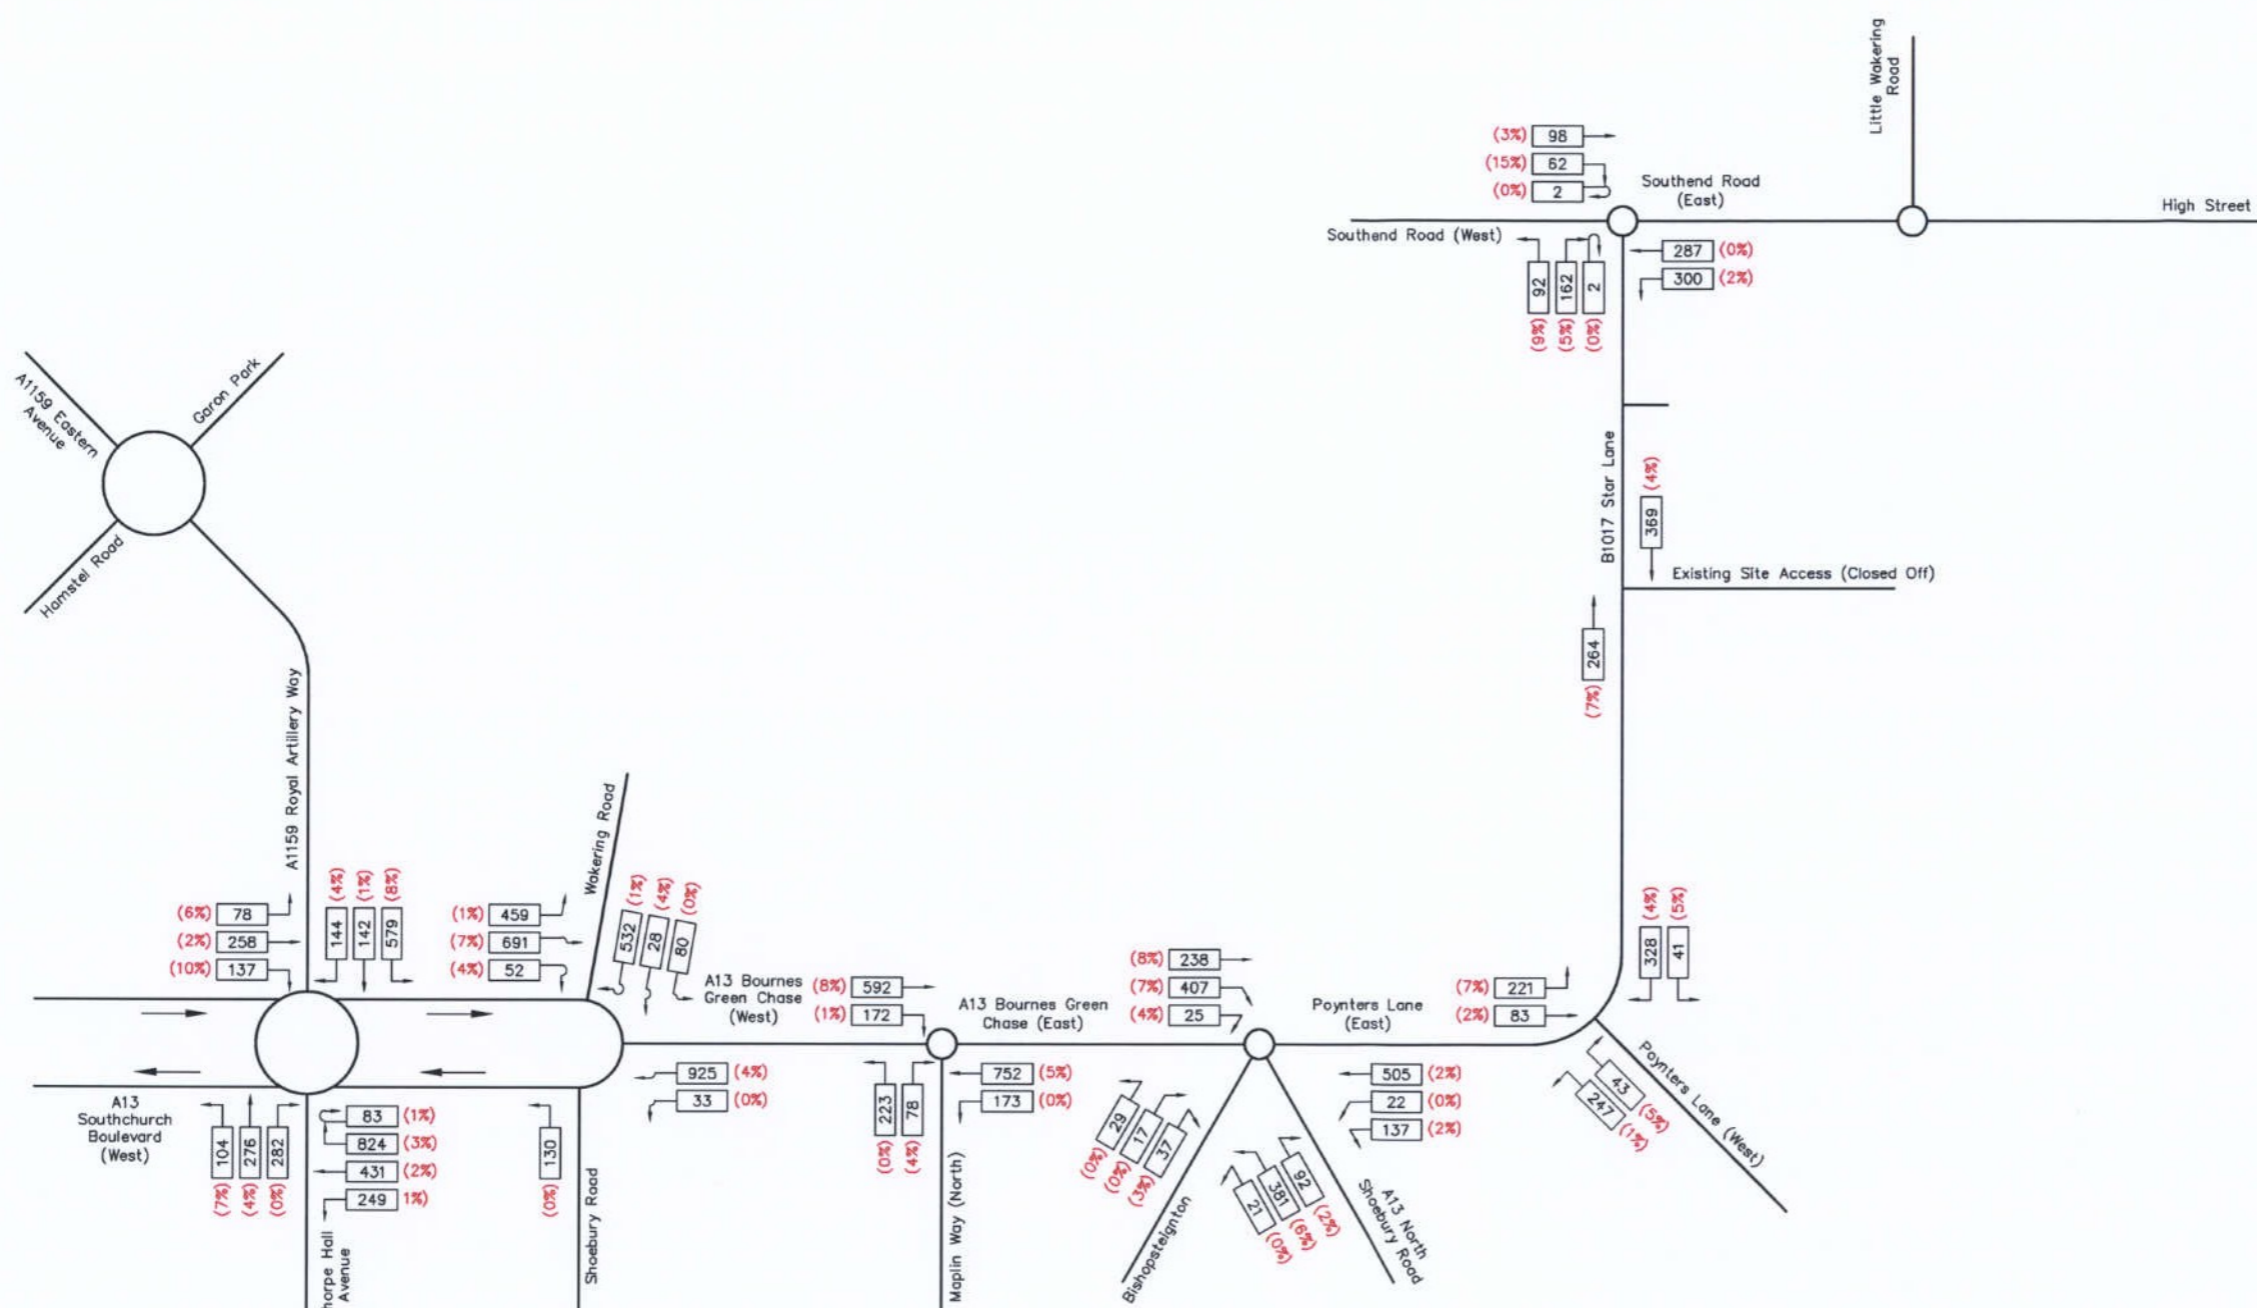 Little Wakering
Road
(3%) 98
(15%) 62
(0%) 2
Southend Road
(East)
High Street
Southend Road (West)
287 (0%)
300 (2%)
92 (9%)
162 (5%)
2 (0%)
A1159 Eastern
Avenue
Garon Park
Hamstel Road
B1017 Star Lane
369 (4%)
Existing Site Access (Closed Off)
264 (7%)
A1159 Royal Artillery Way
Wakering Road
(6%) 78
(2%) 258
(10%) 137
(4%) 144
(1%) 142
(8%) 579
(1%) 459
(7%) 691
(4%) 52
(1%) 532
(4%) 28
(0%) 80
A13 Bournes
Green Chase
(West)
(8%) 592
(1%) 172
A13 Bournes Green
Chase (East)
(8%) 238
(7%) 407
(4%) 25
Poynters Lane
(East)
(7%) 221
(2%) 83
(4%) 328
(5%) 41
Poynters Lane (West)
43 (5%)
247 (1%)
A13
Southchurch
Boulevard
(West)
104 (7%)
276 (4%)
282 (0%)
83 (1%)
824 (3%)
431 (2%)
249 1%)
horpe Hall
Avenue
130 (0%)
Shoebury Road
925 (4%)
33 (0%)
223 (0%)
78 (4%)
Maplin Way (North)
752 (5%)
173 (0%)
29 (0%)
17 (0%)
37 (3%)
Bishopsteignton
21 (0%)
381 (6%)
92 (2%)
A13 North
Shoebury Road
505 (2%)
22 (0%)
137 (2%)